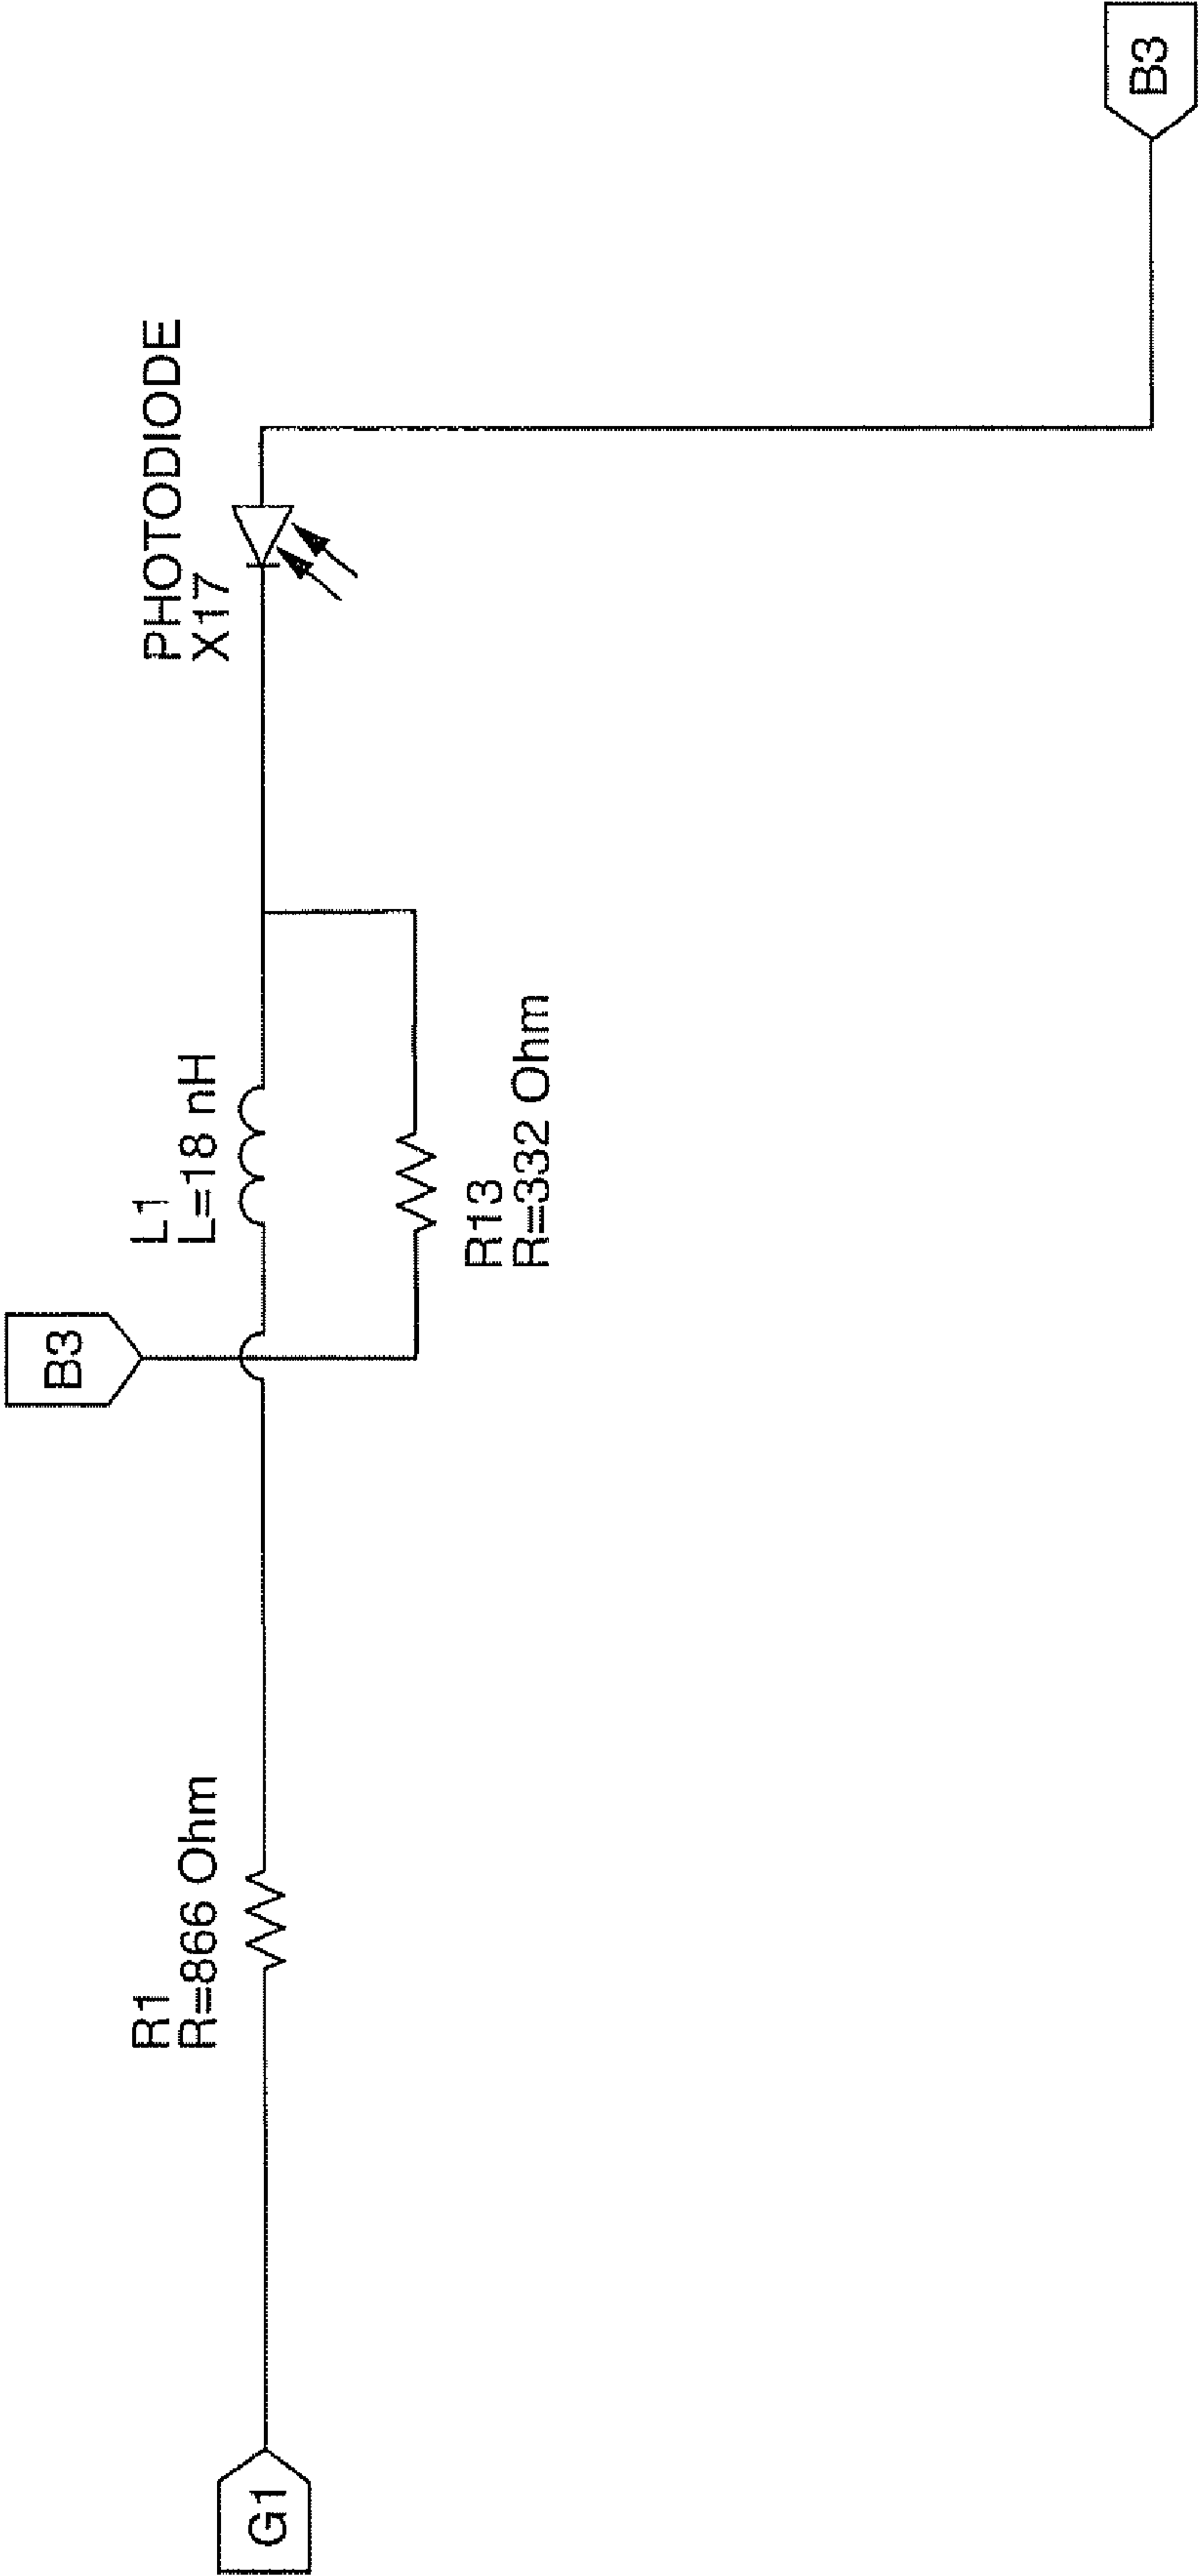 G1
R1
R=866 Ohm
B3
L1
L=18 nH
R13
R=332 Ohm
PHOTODIODE
X17
B3